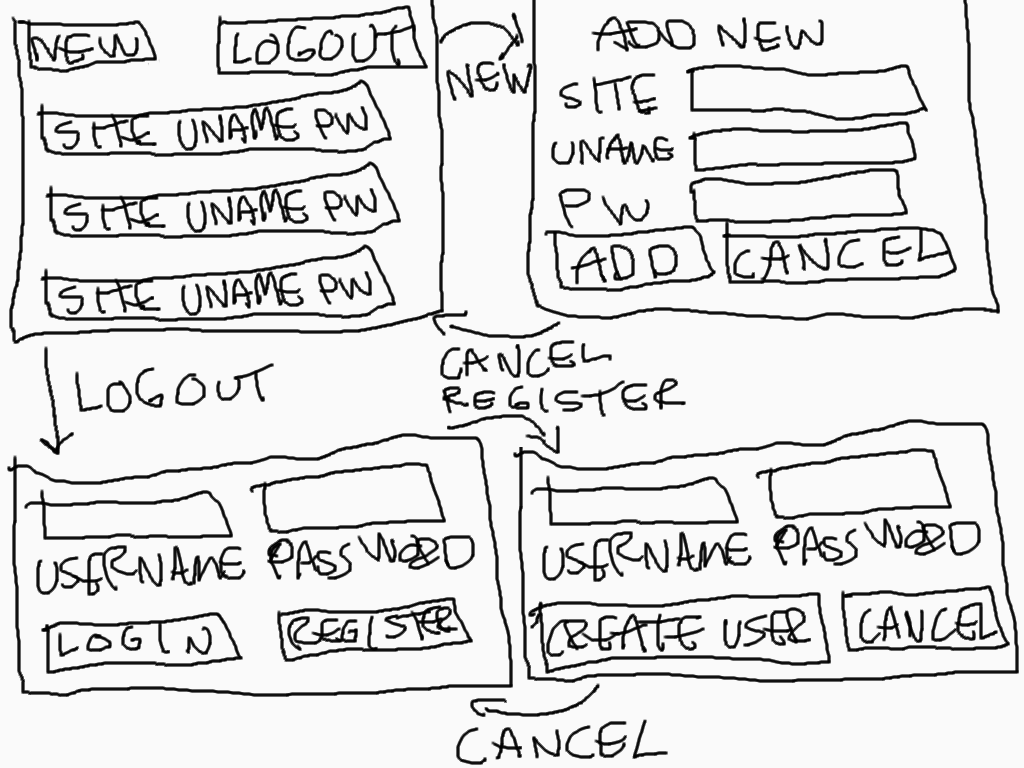 NEW LOGOUT
SITE UNAME PW
SITE UNAME PW
SITE UNAME PW
NEW
ADD NEW
SITE
UNAME
PW
ADD CANCEL
CANCEL
LOGOUT
REGISTER
USERNAME PASSWORD
LOGIN REGISTER
USERNAME PASSWORD
CREATE USER CANCEL
CANCEL